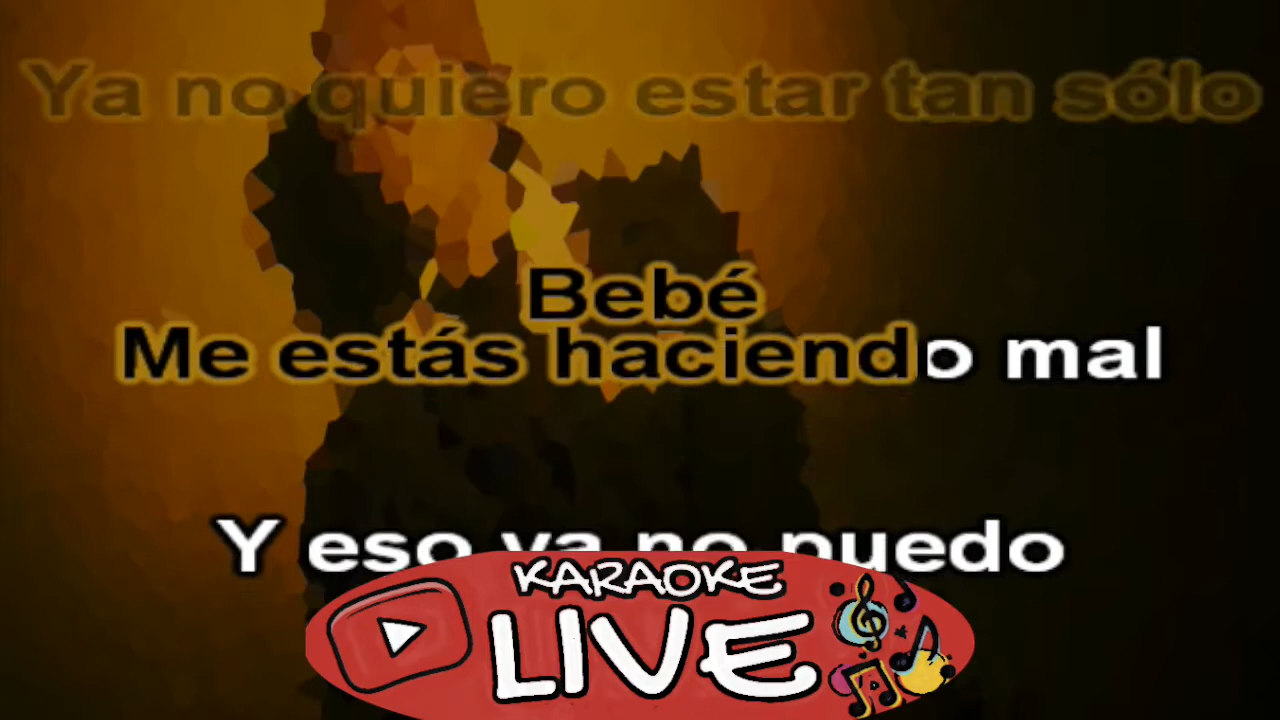 Ya no quiero estar tan sólo
Bebé
Me estás haciendo mal
Y eso ya no puedo
KARAOKE
LIVE